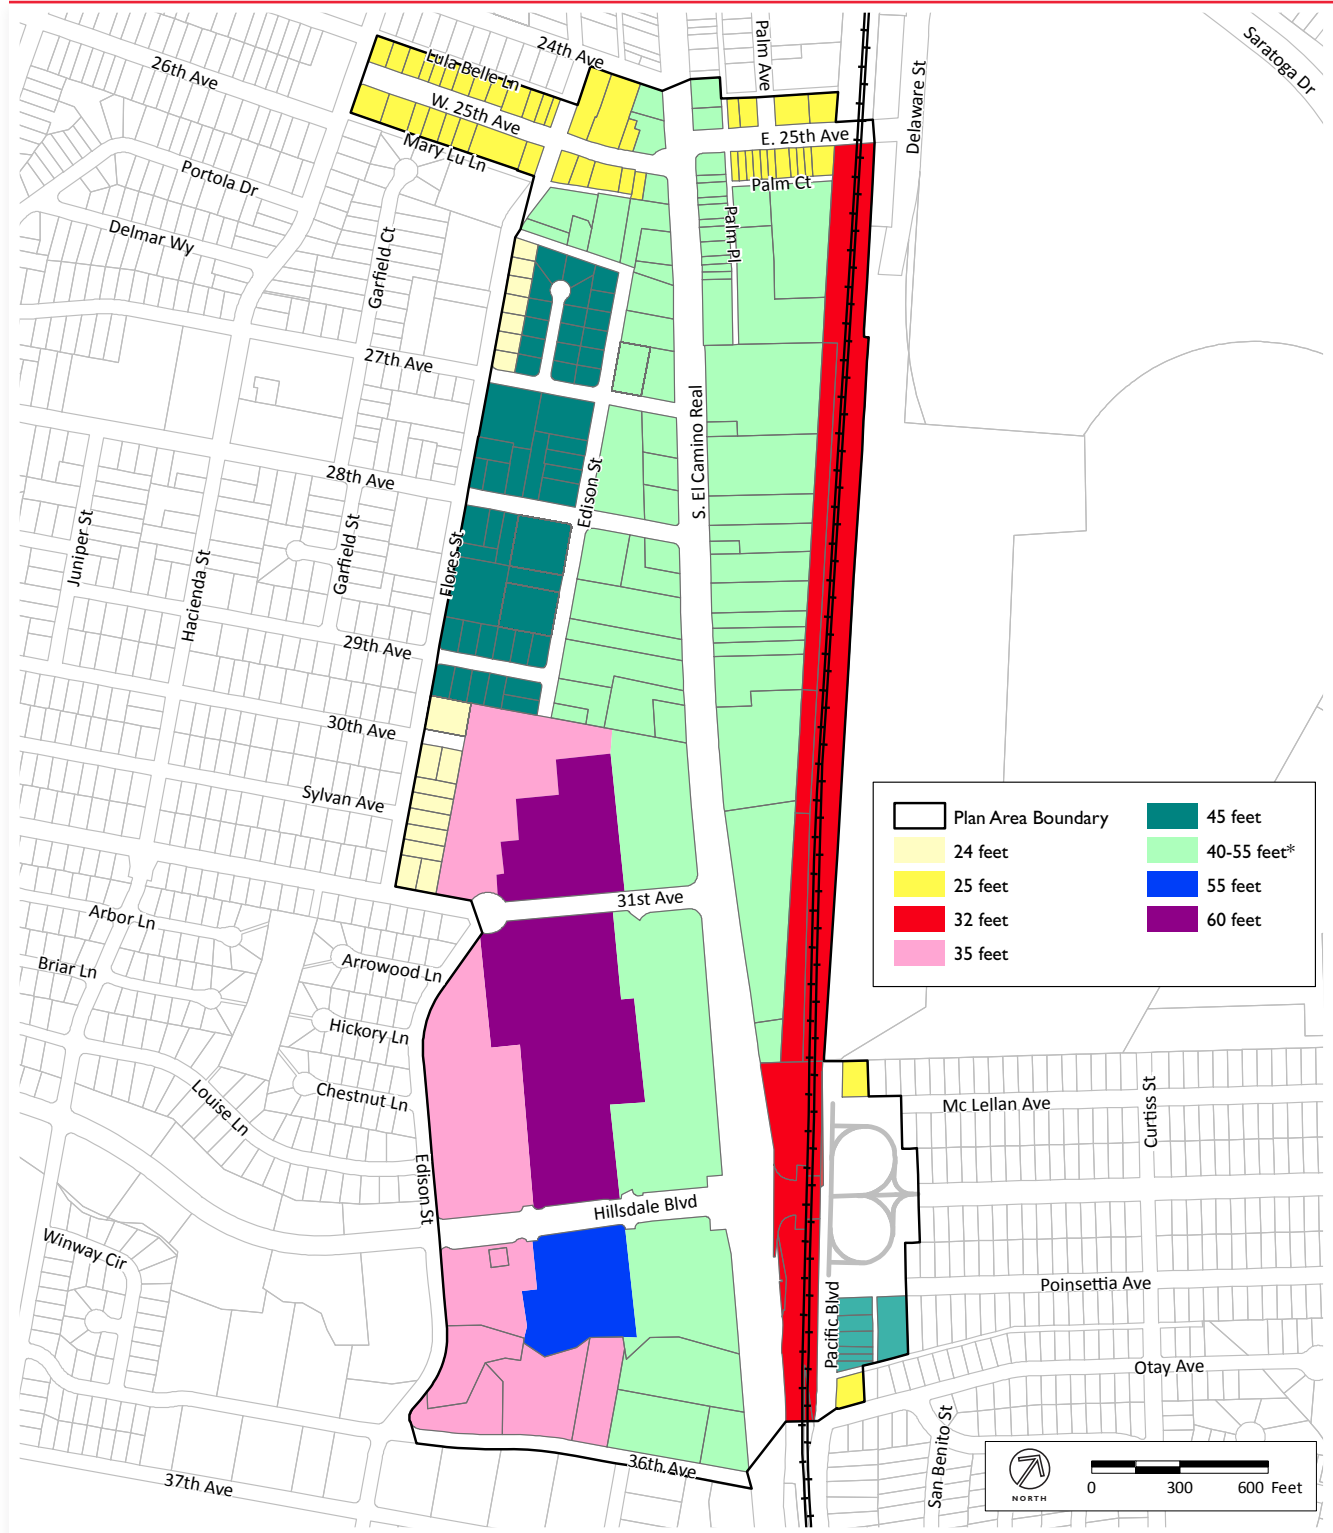 24th Ave
Palm Ave
Saratoga Dr
26th Ave
Lula Belle Ln
Delaware St
W. 25th Ave
E. 25th Ave
Mary Lu Ln
Portola Dr
Palm Ct
Palm Pl
Delmar Wy
Garfield Ct
27th Ave
S. El Camino Real
28th Ave
Edison St
Juniper St
Garfield St
Flores St
Hacienda St
29th Ave
30th Ave
Sylvan Ave
Plan Area Boundary
24 feet
25 feet
32 feet
35 feet
45 feet
40-55 feet*
55 feet
60 feet
31st Ave
Arbor Ln
Arrowood Ln
Briar Ln
Hickory Ln
Chestnut Ln
Louise Ln
Mc Lellan Ave
Curtiss St
Edison St
Hillsdale Blvd
Winway Cir
Poinsettia Ave
Pacific Blvd
Otay Ave
San Benito St
36th Ave
37th Ave
NORTH
0 300 600 Feet